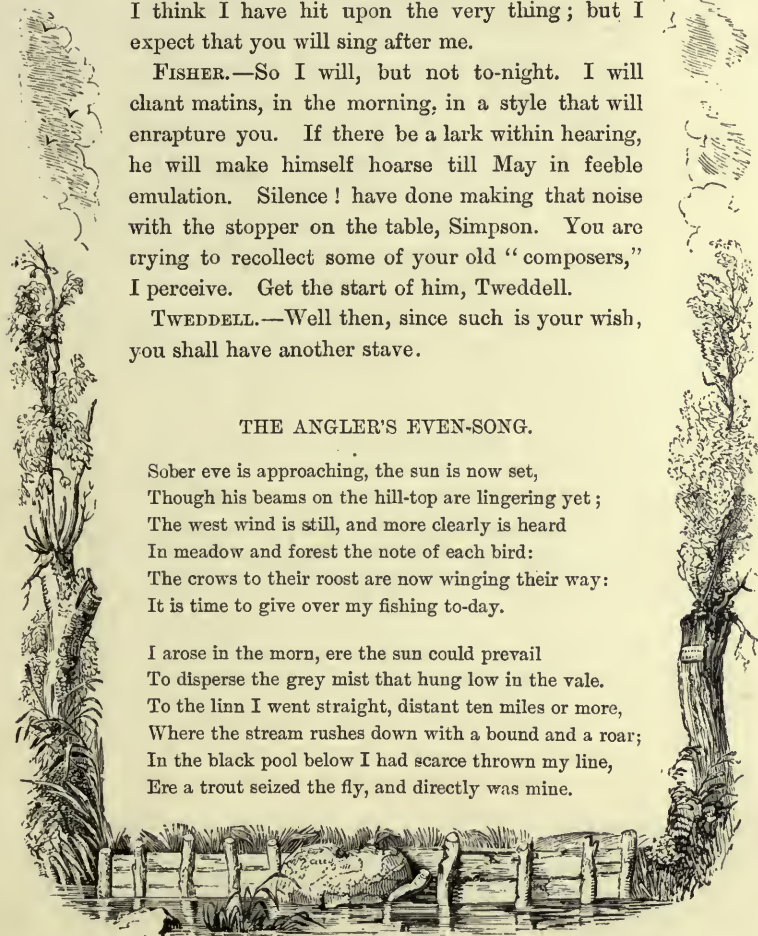 I think I have hit upon the very thing; but I
expect that you will sing after me.
FISHER.—So I will, but not to-night. I will
chant matins, in the morning, in a style that will
enrapture you. If there be a lark within hearing,
he will make himself hoarse till May in feeble
emulation. Silence! have done making that noise
with the stopper on the table, Simpson. You are
trying to recollect some of your old “composers,”
I perceive. Get the start of him, Tweddell.
TWEDDELL.—Well then, since such is your wish,
you shall have another stave.
THE ANGLER'S EVEN-SONG.
Sober eve is approaching, the sun is now set,
Though his beams on the hill-top are lingering yet;
The west wind is still, and more clearly is heard
In meadow and forest the note of each bird:
The crows to their roost are now winging their way:
It is time to give over my fishing to-day.
I arose in the morn, ere the sun could prevail
To disperse the grey mist that hung low in the vale.
To the linn I went straight, distant ten miles or more,
Where the stream rushes down with a bound and a roar;
In the black pool below I had scarce thrown my line,
Ere a trout seized the fly, and directly was mine.